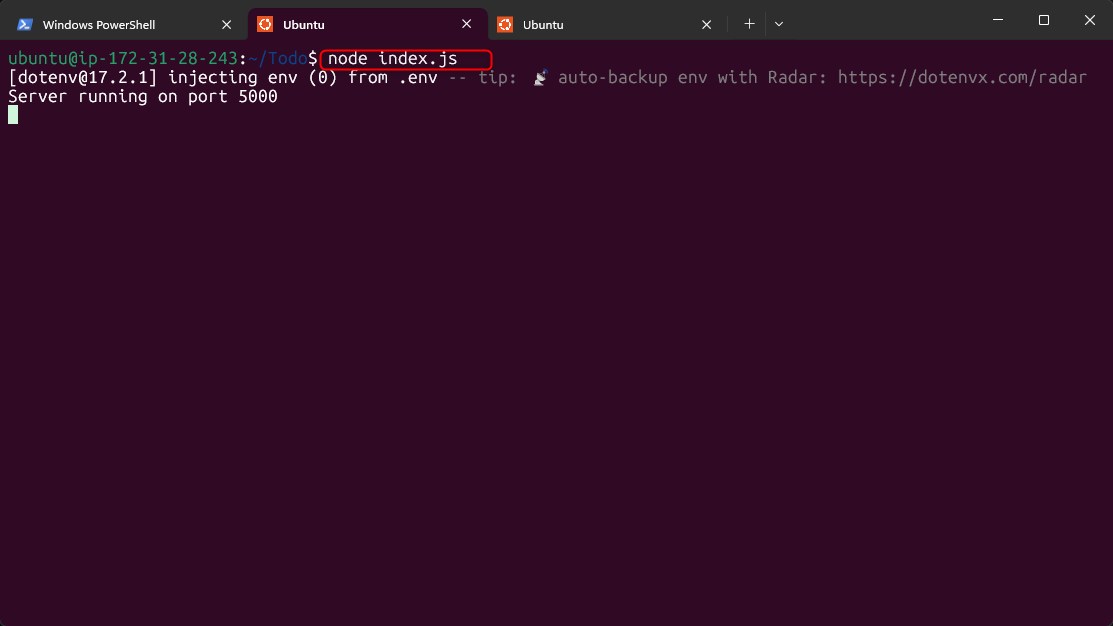 Windows PowerShell
Ubuntu
Ubuntu
ubuntu@ip-172-31-28-243:~/Todo$ node index.js
[dotenv@17.2.1] injecting env (0) from .env -- tip: 📡 auto-backup env with Radar: https://dotenvx.com/radar
Server running on port 5000